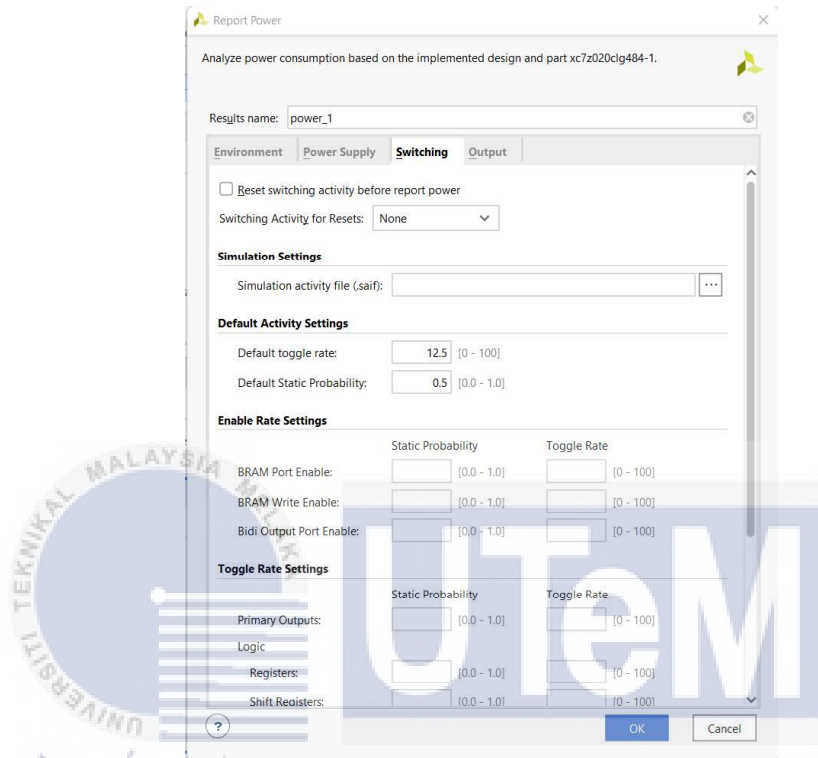 Report Power
Analyze power consumption based on the implemented design and part xc7z020clg484-1.
Results name: power_1
Environment Power Supply Switching Output
Reset switching activity before report power
Switching Activity for Resets: None
Simulation Settings
Simulation activity file (.saif): ...
Default Activity Settings
Default toggle rate: 12.5 [0 - 100]
Default Static Probability: 0.5 [0.0 - 1.0]
Enable Rate Settings
Static Probability Toggle Rate
BRAM Port Enable: [0.0 - 1.0] [0 - 100]
BRAM Write Enable: [0.0 - 1.0] [0 - 100]
Bidi Output Port Enable: [0.0 - 1.0] [0 - 100]
Toggle Rate Settings
Static Probability Toggle Rate
Primary Outputs: [0.0 - 1.0] [0 - 100]
Logic
Registers: [0.0 - 1.0] [0 - 100]
Shift Registers: [0.0 - 1.0] [0 - 100]
? OK Cancel
UNIVERSITI TEKNIKAL MALAYSIA MELAKA
UTeM